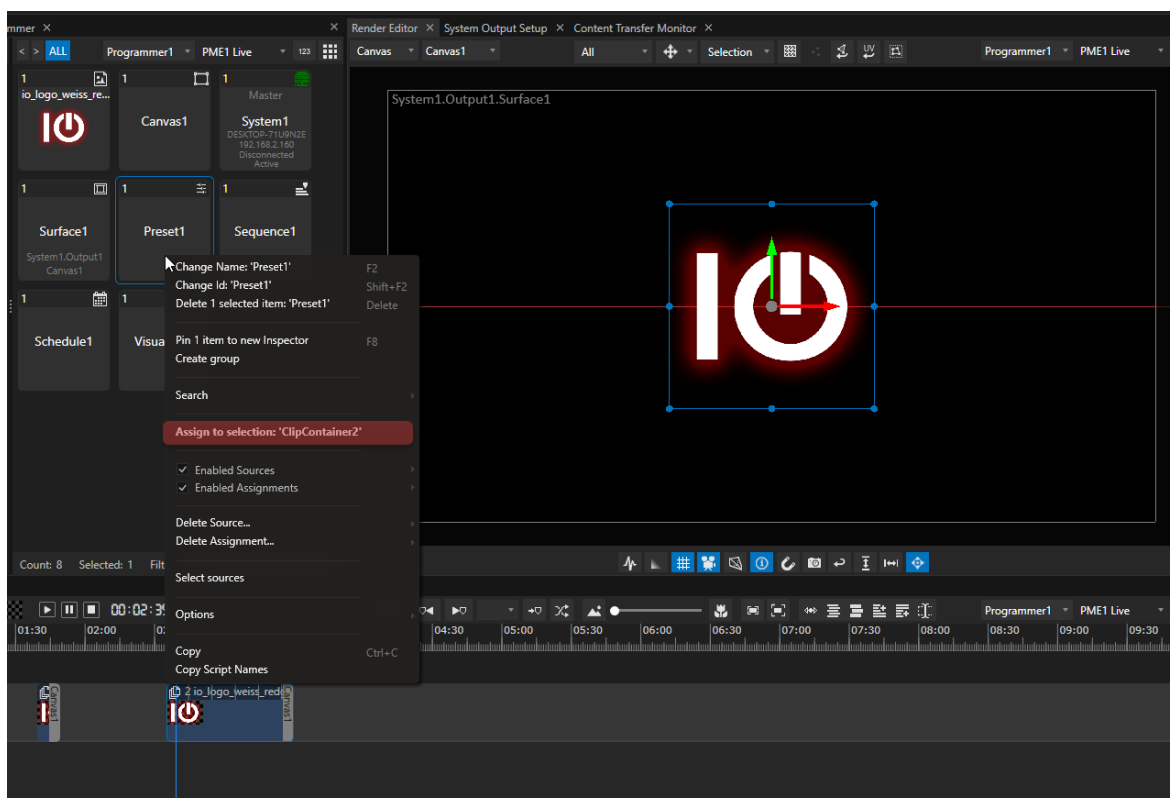 mmer ×
×
Render Editor ×
System Output Setup ×
Content Transfer Monitor ×
< > ALL
Programmer1
PME1 Live
123
Canvas
Canvas1
All
Selection
UV
Programmer1
PME1 Live
1
io_logo_weiss_re...
1
Canvas1
1
Master
System1
DESKTOP-71U9N2E
192.168.2.160
Disconnected
Active
System1.Output1.Surface1
1
Surface1
System1.Output1
Canvas1
1
Preset1
1
Sequence1
1
Schedule1
1
Visua
Change Name: 'Preset1' F2
Change Id: 'Preset1' Shift+F2
Delete 1 selected item: 'Preset1' Delete
Pin 1 item to new Inspector F8
Create group
Search
Assign to selection: 'ClipContainer2'
Enabled Sources
Enabled Assignments
Delete Source...
Delete Assignment...
Select sources
Options
Copy Ctrl+C
Copy Script Names
Count: 8 Selected: 1 Filt
00:02:39
Programmer1
PME1 Live
01:30 02:00 02: 04:30 05:00 05:30 06:00 06:30 07:00 07:30 08:00 08:30 09:00 09:30
Canvas1
2 io_logo_weiss_redg
Canvas1